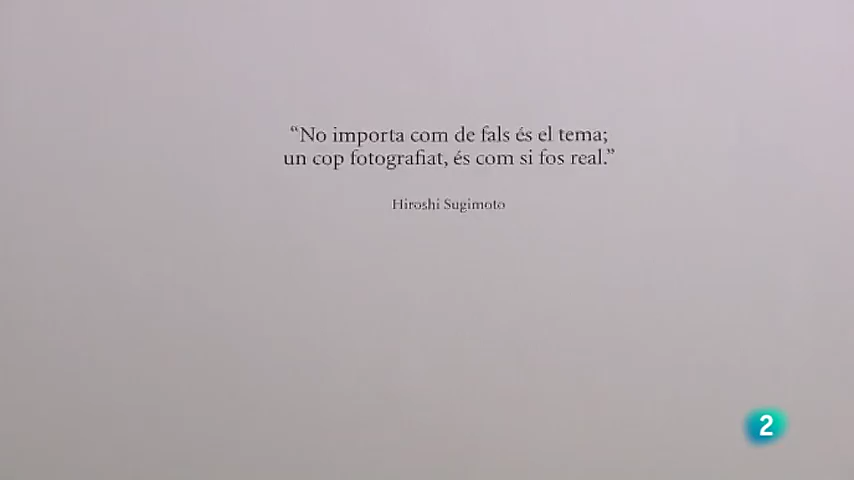 “No importa com de fals és el tema;
un cop fotografiat, és com si fos real.”
Hiroshi Sugimoto
2